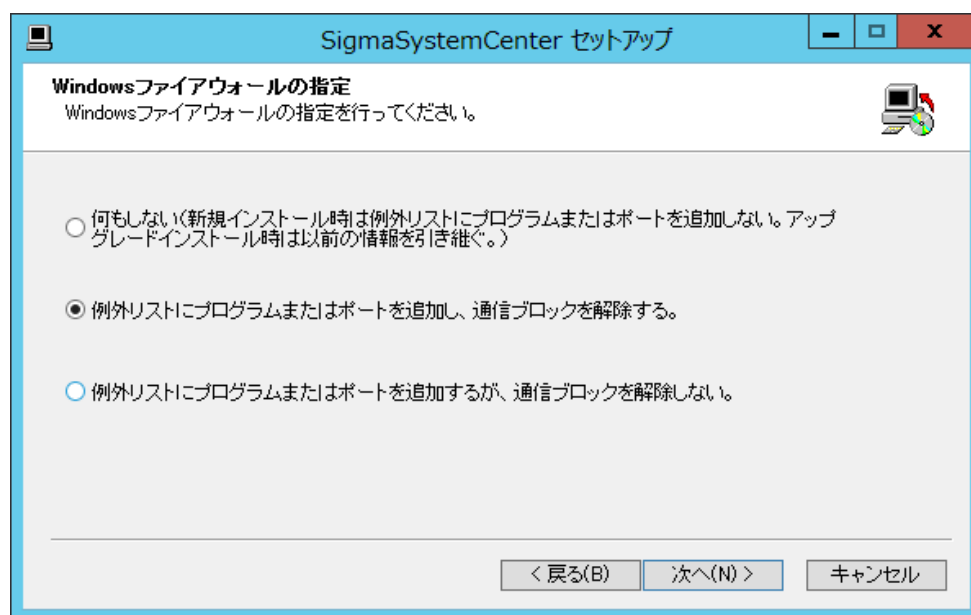 SigmaSystemCenter セットアップ
Windowsファイアウォールの指定
Windowsファイアウォールの指定を行ってください。
何もしない(新規インストール時は例外リストにプログラムまたはポートを追加しない。アップ
グレードインストール時は以前の情報を引き継ぐ。)
例外リストにプログラムまたはポートを追加し、通信ブロックを解除する。
例外リストにプログラムまたはポートを追加するが、通信ブロックを解除しない。
< 戻る(B) 次へ(N) > キャンセル